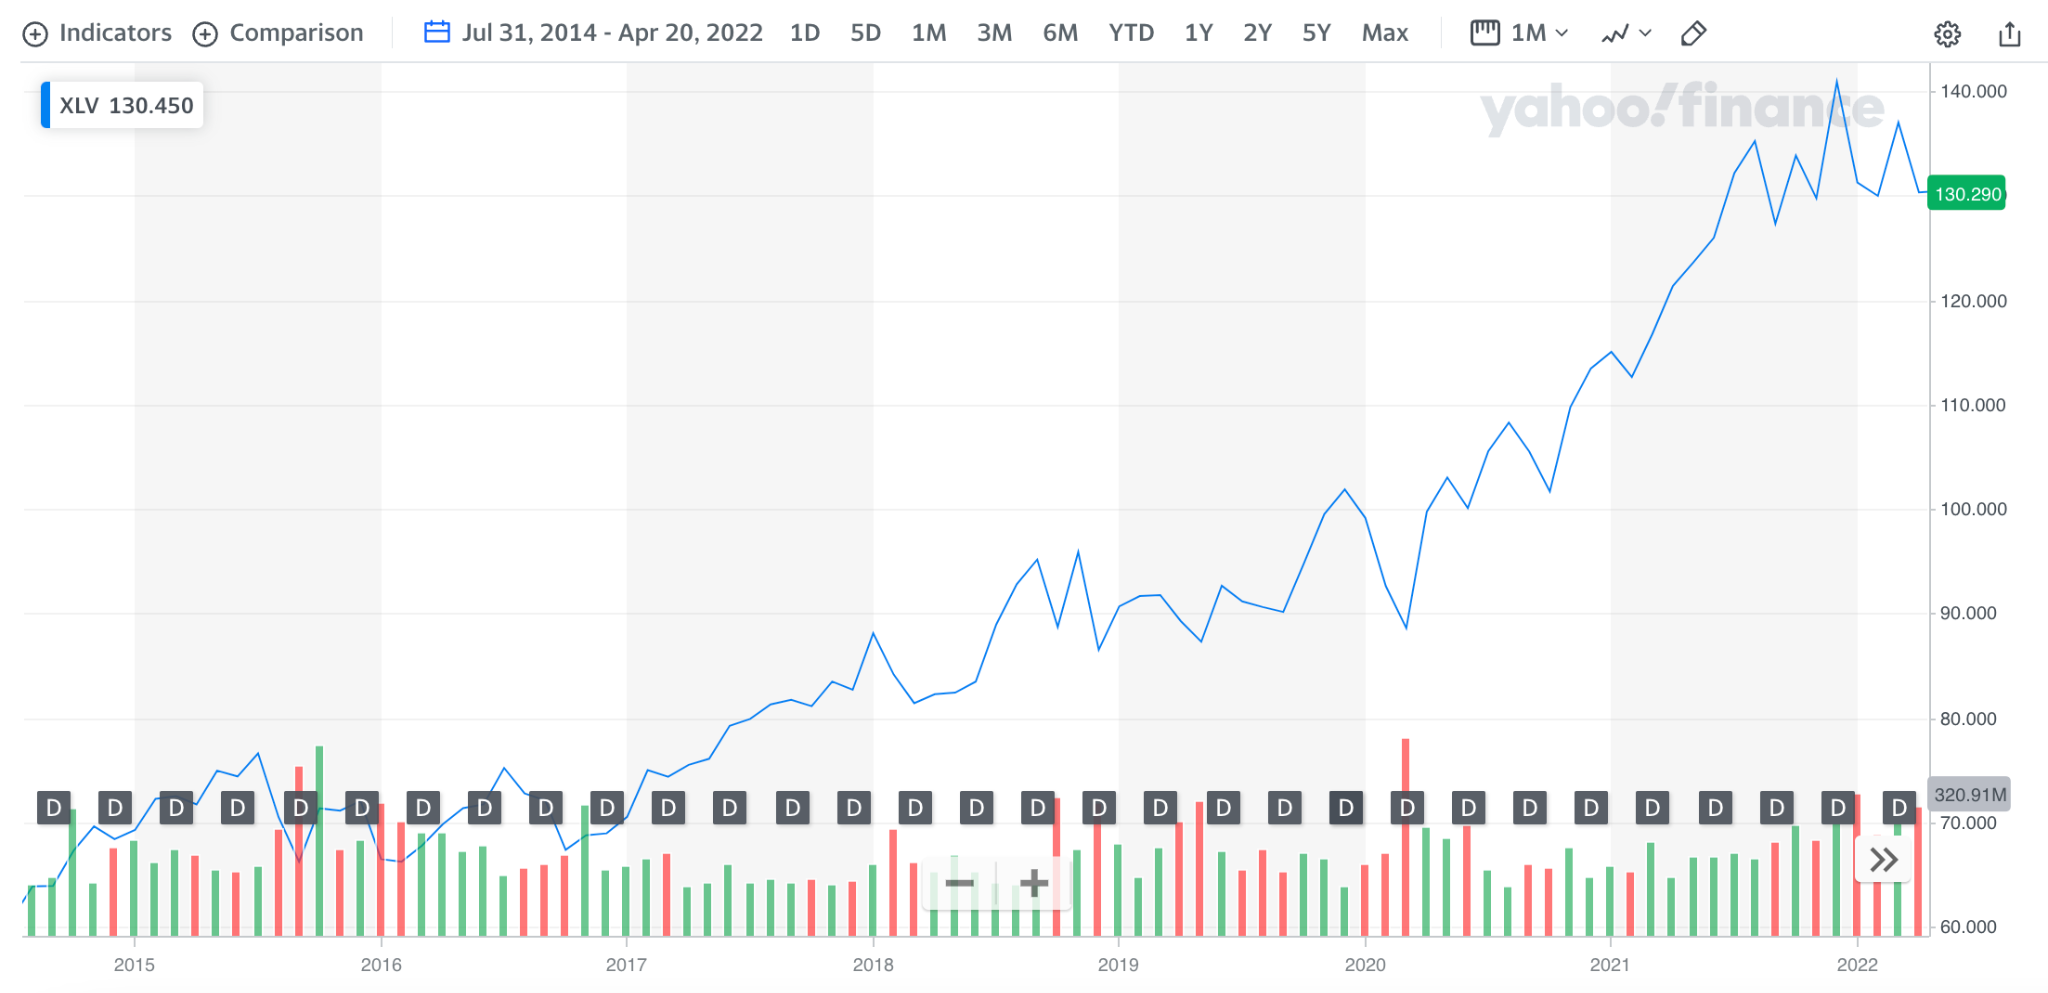 Indicators Comparison Jul 31, 2014 - Apr 20, 2022 1D 5D 1M 3M 6M YTD 1Y 2Y 5Y Max 1M
XLV 130.450
yahoo!finance
140.000
130.290
120.000
110.000
100.000
90.000
80.000
320.91M
D D D D D D D D D D D D D D D D D D D D D D D D D D D D D D D
70.000
60.000
2015 2016 2017 2018 2019 2020 2021 2022